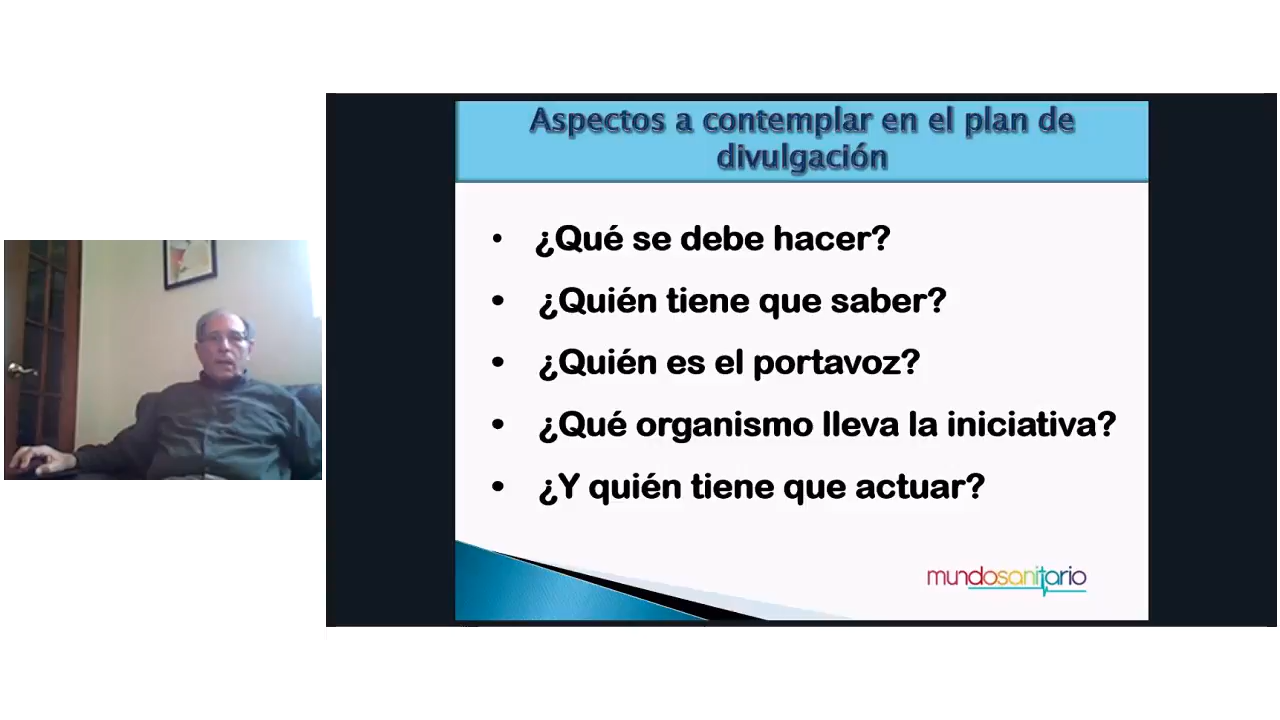 Aspectos a contemplar en el plan de
divulgación
• ¿Qué se debe hacer?
• ¿Quién tiene que saber?
• ¿Quién es el portavoz?
• ¿Qué organismo lleva la iniciativa?
• ¿Y quién tiene que actuar?
mundosanitario